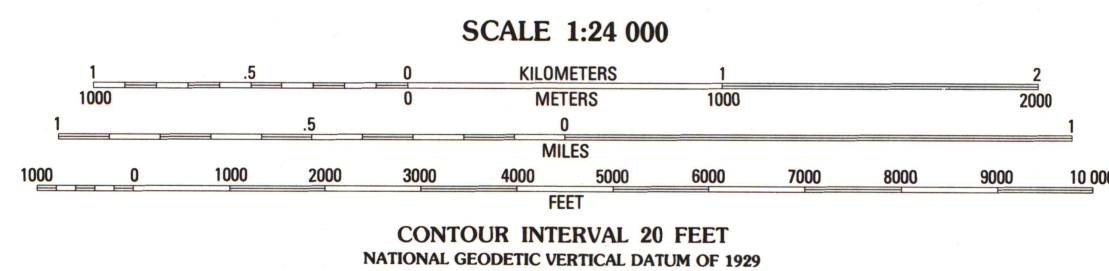 SCALE 1:24 000
1 .5 0 KILOMETERS 1 2
1000 0 METERS 1000 2000
1 .5 0 1
MILES
1000 0 1000 2000 3000 4000 5000 6000 7000 8000 9000 10 000
FEET
CONTOUR INTERVAL 20 FEET
NATIONAL GEODETIC VERTICAL DATUM OF 1929